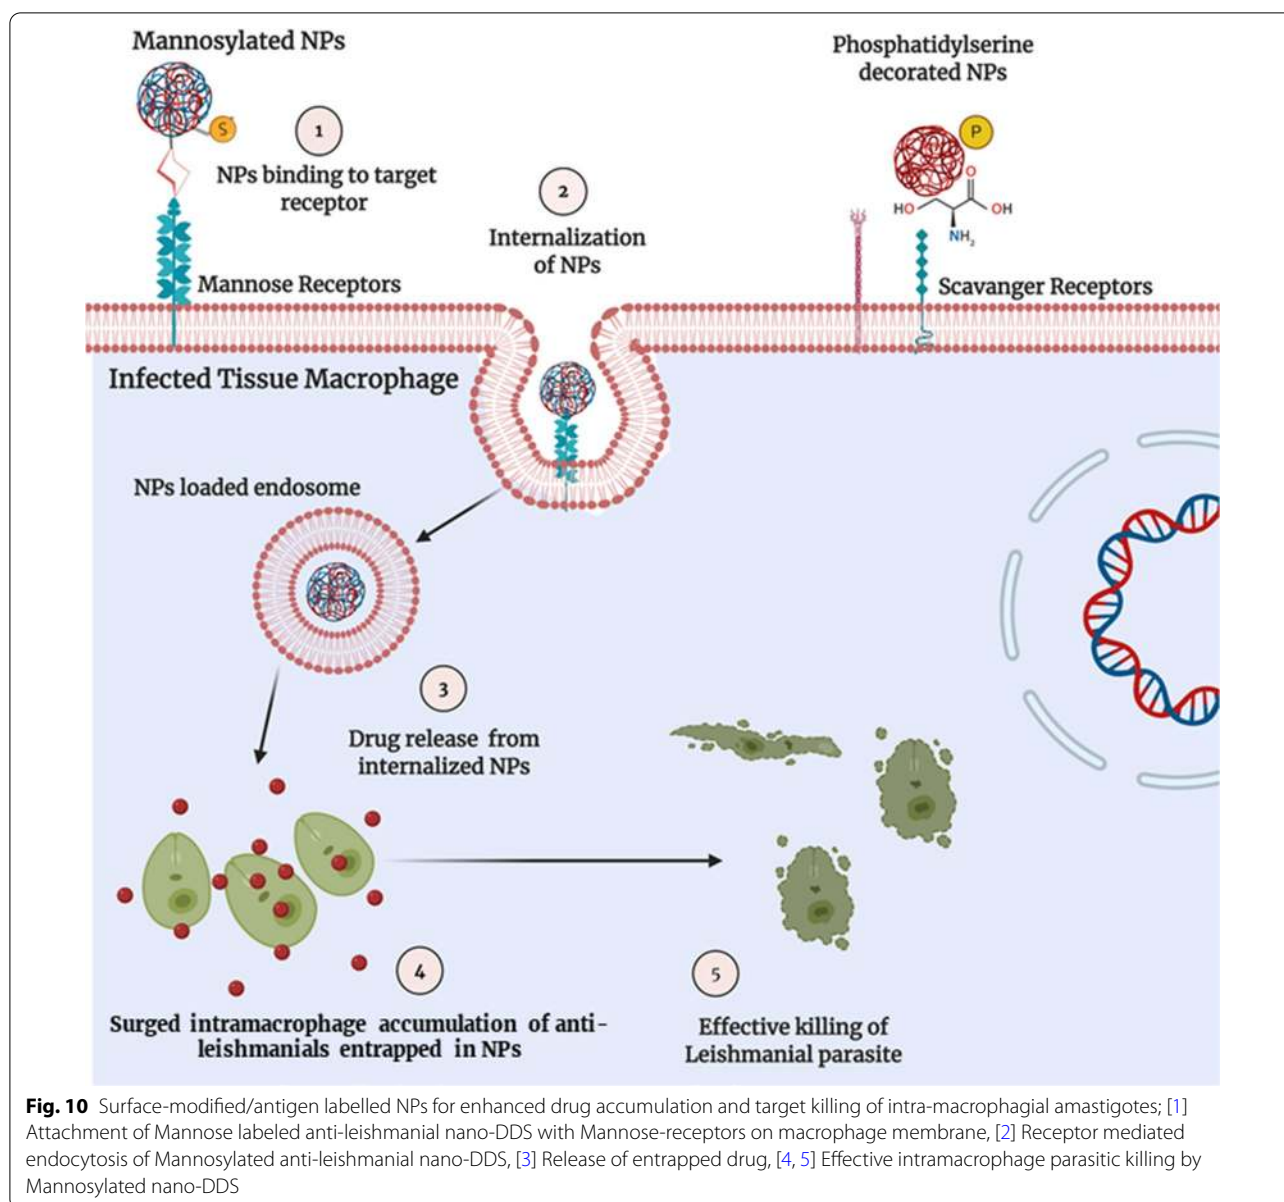 Mannosylated NPs
S
1
NPs binding to target
receptor
Mannose Receptors
2
Internalization
of NPs
Phosphatidylserine
decorated NPs
P
O
HO
OH
NH2
Scavanger Receptors
Infected Tissue Macrophage
NPs loaded endosome
3
Drug release from
internalized NPs
4
Surged intramacrophage accumulation of anti-
leishmanials entrapped in NPs
5
Effective killing of
Leishmanial parasite
Fig. 10 Surface-modified/antigen labelled NPs for enhanced drug accumulation and target killing of intra-macrophagial amastigotes; [1]
Attachment of Mannose labeled anti-leishmanial nano-DDS with Mannose-receptors on macrophage membrane, [2] Receptor mediated
endocytosis of Mannosylated anti-leishmanial nano-DDS, [3] Release of entrapped drug, [4, 5] Effective intramacrophage parasitic killing by
Mannosylated nano-DDS